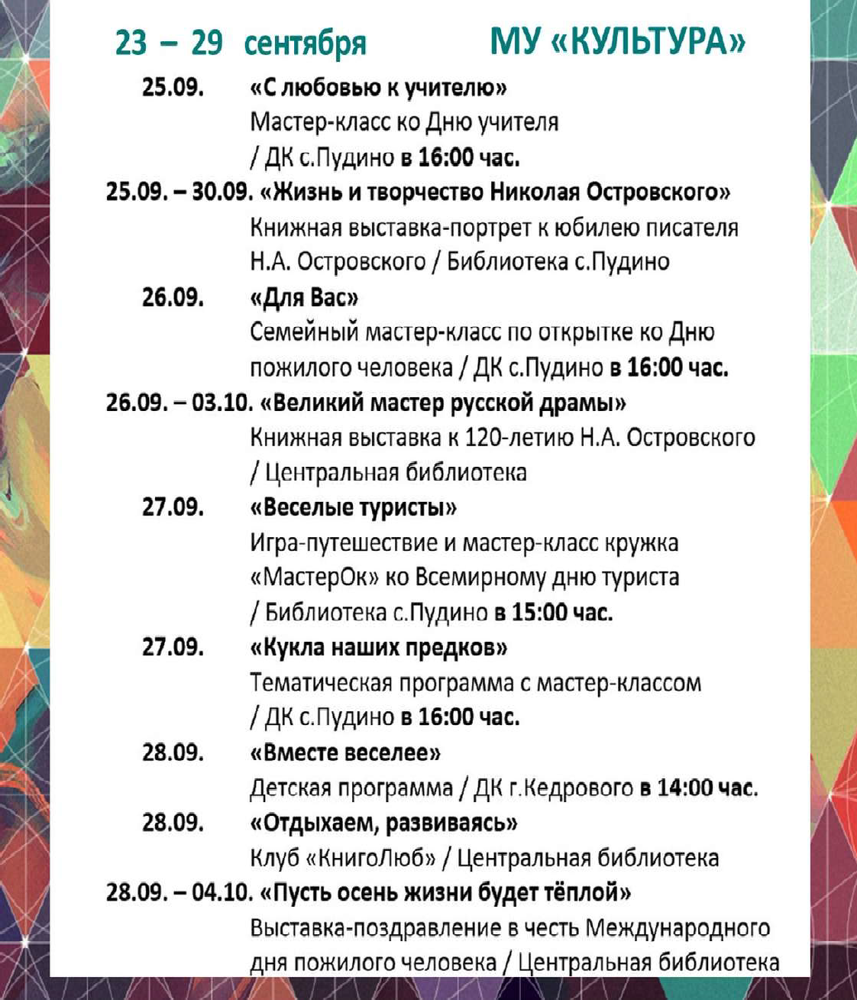 23 – 29 сентября МУ «КУЛЬТУРА»
25.09. «С любовью к учителю»
Мастер-класс ко Дню учителя
/ ДК с.Пудино в 16:00 час.
25.09. – 30.09. «Жизнь и творчество Николая Островского»
Книжная выставка-портрет к юбилею писателя
Н.А. Островского / Библиотека с.Пудино
26.09. «Для Вас»
Семейный мастер-класс по открытке ко Дню
пожилого человека / ДК с.Пудино в 16:00 час.
26.09. – 03.10. «Великий мастер русской драмы»
Книжная выставка к 120-летию Н.А. Островского
/ Центральная библиотека
27.09. «Веселые туристы»
Игра-путешествие и мастер-класс кружка
«МастерОк» ко Всемирному дню туриста
/ Библиотека с.Пудино в 15:00 час.
27.09. «Кукла наших предков»
Тематическая программа с мастер-классом
/ ДК с.Пудино в 16:00 час.
28.09. «Вместе веселее»
Детская программа / ДК г.Кедрового в 14:00 час.
28.09. «Отдыхаем, развиваясь»
Клуб «КнигоЛюб» / Центральная библиотека
28.09. – 04.10. «Пусть осень жизни будет тёплой»
Выставка-поздравление в честь Международного
дня пожилого человека / Центральная библиотека